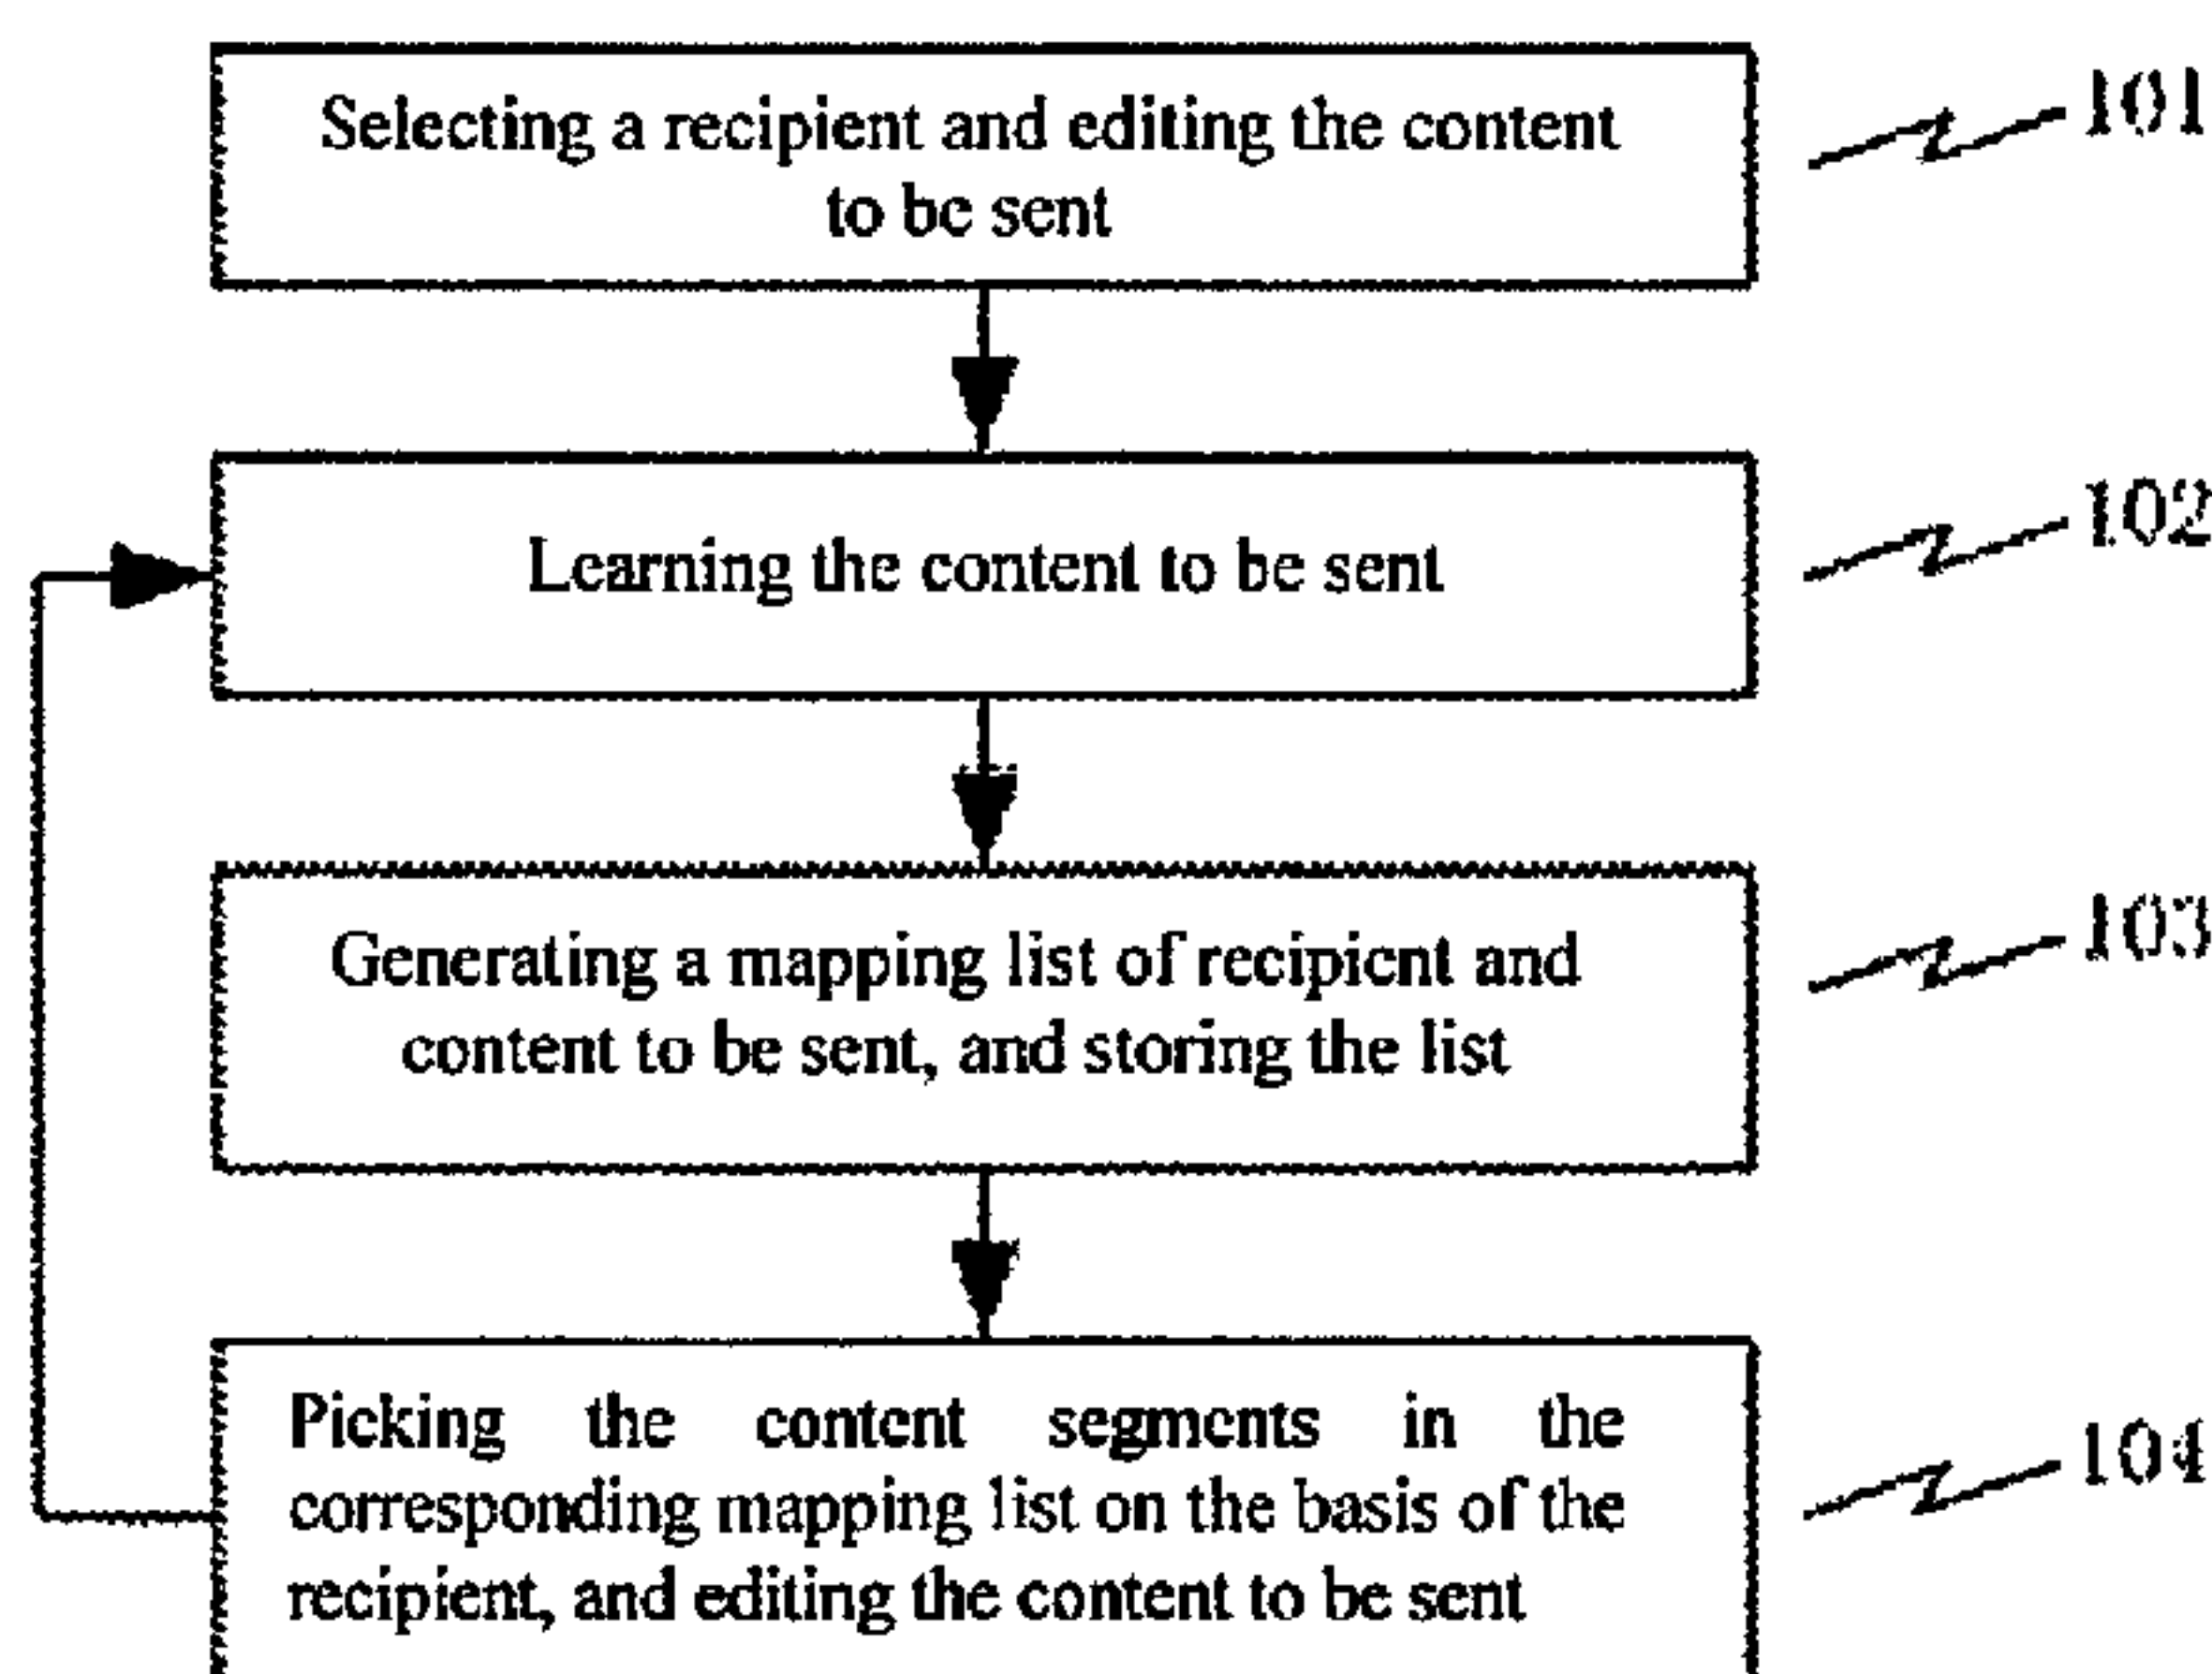 Selecting a recipient and editing the content
to be sent
101
Learning the content to be sent
102
Generating a mapping list of recipient and
content to be sent, and storing the list
103
Picking the content segments in the
corresponding mapping list on the basis of the
recipient, and editing the content to be sent
104